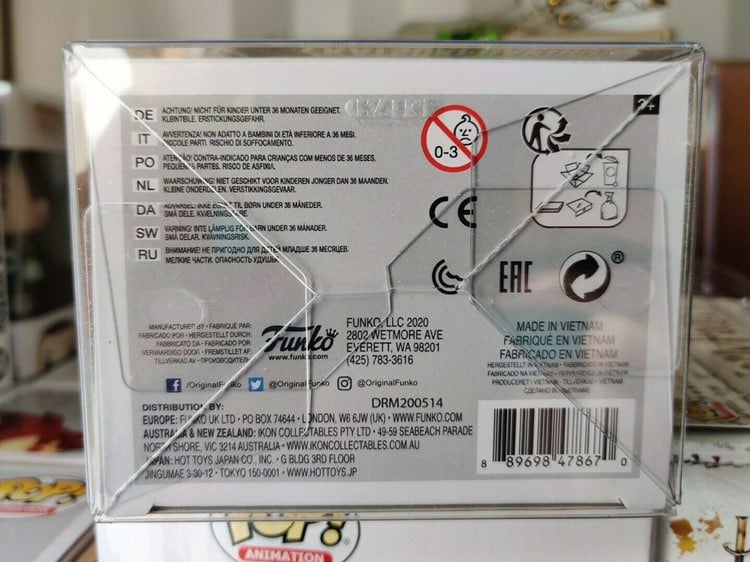 DE ACHTUNG! NICHT FÜR KINDER UNTER 36 MONATEN GEEIGNET.
KLEINTEILE. ERSTICKUNGSGEFAHR.
IT AVVERTENZA! NON ADATTO A BAMBINI DI ETÀ INFERIORE A 36 MESI.
PICCOLE PARTI. RISCHIO DI SOFFOCAMENTO.
PO ATENÇÃO! CONTRA-INDICADO PARA CRIANÇAS COM MENOS DE 36 MESES.
PEQUENAS PARTES. RISCO DE ASFIXIA.
NL WAARSCHUWING! NIET GESCHIKT VOOR KINDEREN JONGER DAN 36 MAANDEN.
KLEINE ONDERDELEN. VERSTIKKINGSGEVAAR.
DA ADVARSEL! IKKE EGNET TIL BØRN UNDER 36 MÅNEDER.
SMÅ DELE. KVÆLNINGSFARE.
SW VARNING! INTE LÄMPLIG FÖR BARN UNDER 36 MÅNADER.
SMÅ DELAR. KVÄVNINGSRISK.
RU ВНИМАНИЕ! НЕ ПРИГОДНО ДЛЯ ДЕТЕЙ МЛАДШЕ 36 МЕСЯЦЕВ.
МЕЛКИЕ ЧАСТИ. ОПАСНОСТЬ УДУШЬЯ
0-3
3+
CE
EAC
®
MANUFACTURED BY • FABRIQUÉ PAR
FABRICADO POR • HERGESTELLT DURCH
FABBRICATO DA • FABRICADO POR
VERVAARDIGD DOOR • FREMSTILLET AF
TILLVERKAD AV • ПРОИЗВОДИТЕЛЬ
Funko
www.funko.com
FUNKO, LLC 2020
2802 WETMORE AVE
EVERETT, WA 98201
(425) 783-3616
MADE IN VIETNAM
FABRIQUÉ EN VIETNAM
FABRICADO EN VIETNAM
HERGESTELLT IN VIETNAM • FABBRICATO IN VIETNAM
FABRICADO NA VIETNAM • VERVAARDIGD IN VIETNAM
PRODUCERET I VIETNAM • TILLVERKAD I VIETNAM
СДЕЛАНО ВО ВЬЕТНАМЕ
/OriginalFunko @OriginalFunko @OriginalFunko
DRM200514
DISTRIBUTION BY:
EUROPE: FUNKO UK LTD • PO BOX 74644 • LONDON, W6 6JW (UK) • WWW.FUNKO.COM
AUSTRALIA & NEW ZEALAND: IKON COLLECTABLES PTY LTD • 49-59 SEABEACH PARADE
NORTH SHORE, VIC 3214 AUSTRALIA • WWW.IKONCOLLECTABLES.COM.AU
JAPAN: HOT TOYS JAPAN CO., INC. • G BLDG 3RD FLOOR
JINGUMAE 3-30-12 • TOKYO 150-0001 • WWW.HOTTOYS.JP
8 89698 47867 0
POP!
ANIMATION